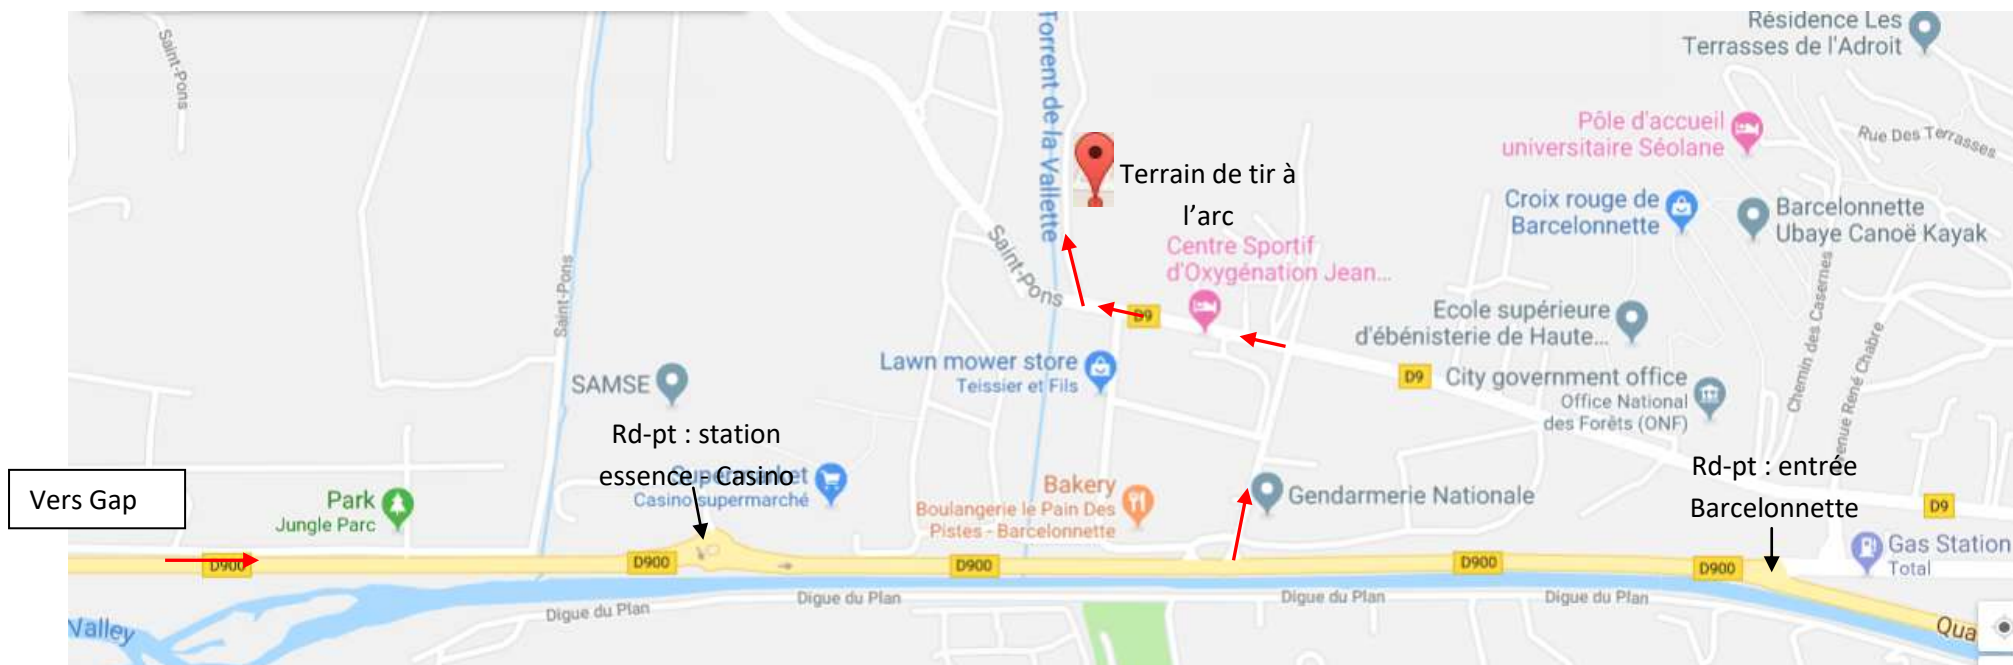 Résidence Les
Terrasses de l'Adroit
Saint-Pons
Torrent de la Vallette
Pôle d'accueil
universitaire Séolane
Rue Des Terrasses
Terrain de tir à
l'arc
Croix rouge de
Barcelonnette
Barcelonnette
Ubaye Canoë Kayak
Saint-Pons
Saint-Pons
Centre Sportif
d'Oxygénation Jean...
D9
Ecole supérieure
d'ébénisterie de Haute...
Chemin des Casernes
Avenue René Chabre
Lawn mower store
Teissier et Fils
SAMSE
D9
City government office
Office National
des Forêts (ONF)
Rd-pt : station
essence - Casino
Supermarket
Casino supermarché
Rd-pt : entrée
Barcelonnette
Vers Gap
Park
Jungle Parc
Bakery
Boulangerie le Pain Des
Pistes - Barcelonnette
Gendarmerie Nationale
D9
Gas Station
Total
D900
D900
D900
D900
D900
Digue du Plan
Digue du Plan
Digue du Plan
Digue du Plan
Valley
Qua